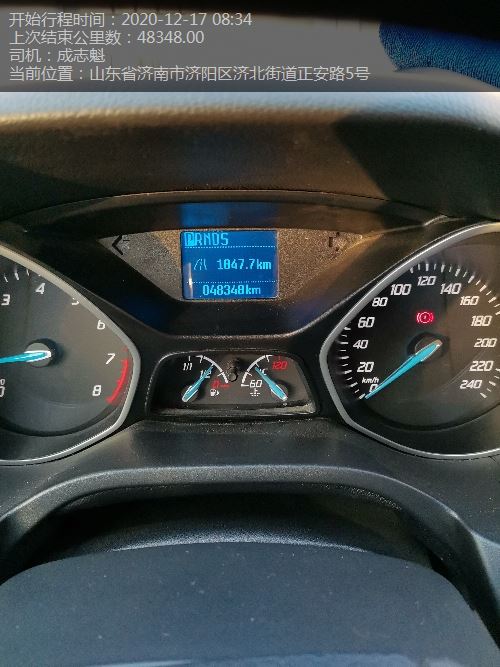 开始行程时间：2020-12-17 08:34
上次结束公里数：48348.00
司机：成志魁
当前位置：山东省济南市济阳区济北街道正安路5号
PRNDS
1847.7km
048348km
3 4 5 6 7 8
1/1 1/2 0
60 120
km/h
0 20 40 60 80 100 120 140 160 180 200 220 240